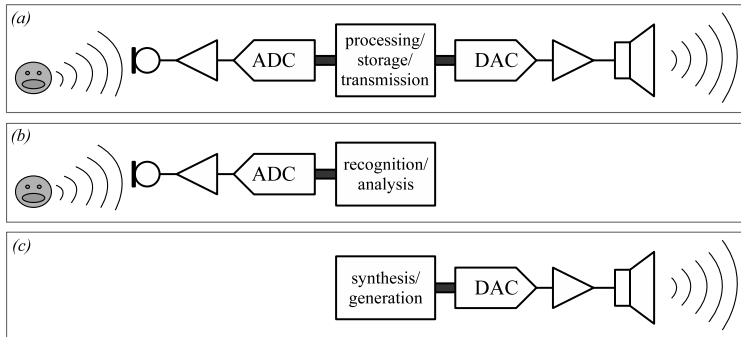 (a)
ADC
processing/
storage/
transmission
DAC
(b)
ADC
recognition/
analysis
(c)
synthesis/
generation
DAC